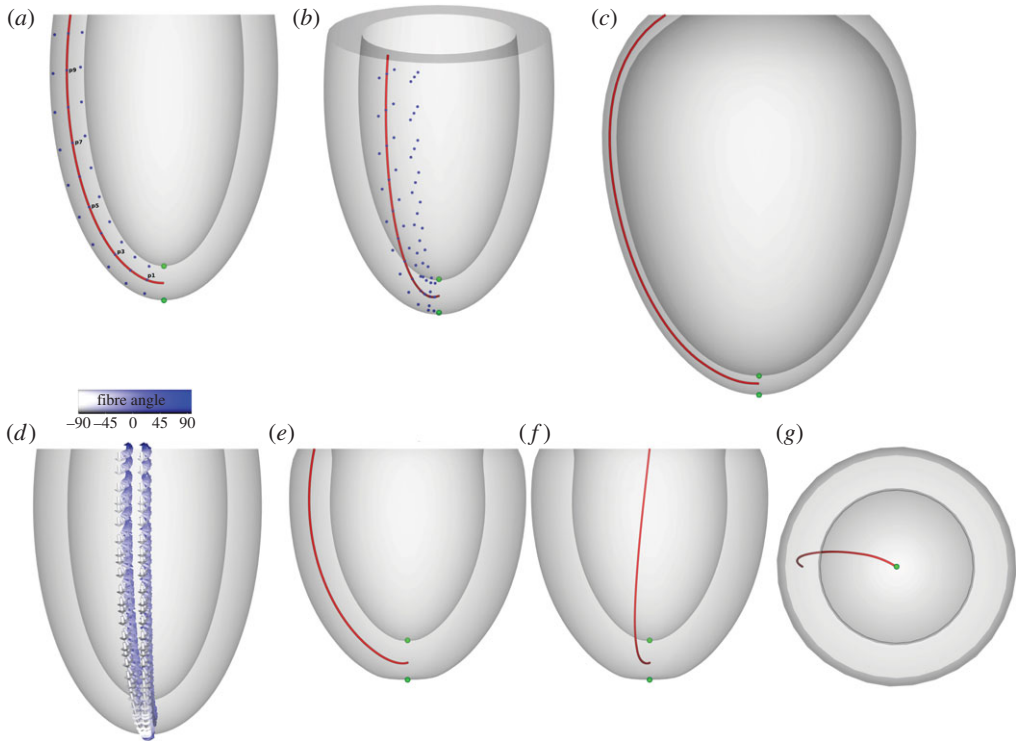 (a)
(b)
(c)
p9
p7
p5
p3
p1
fibre angle
−90 −45 0 45 90
(d)
(e)
(f)
(g)